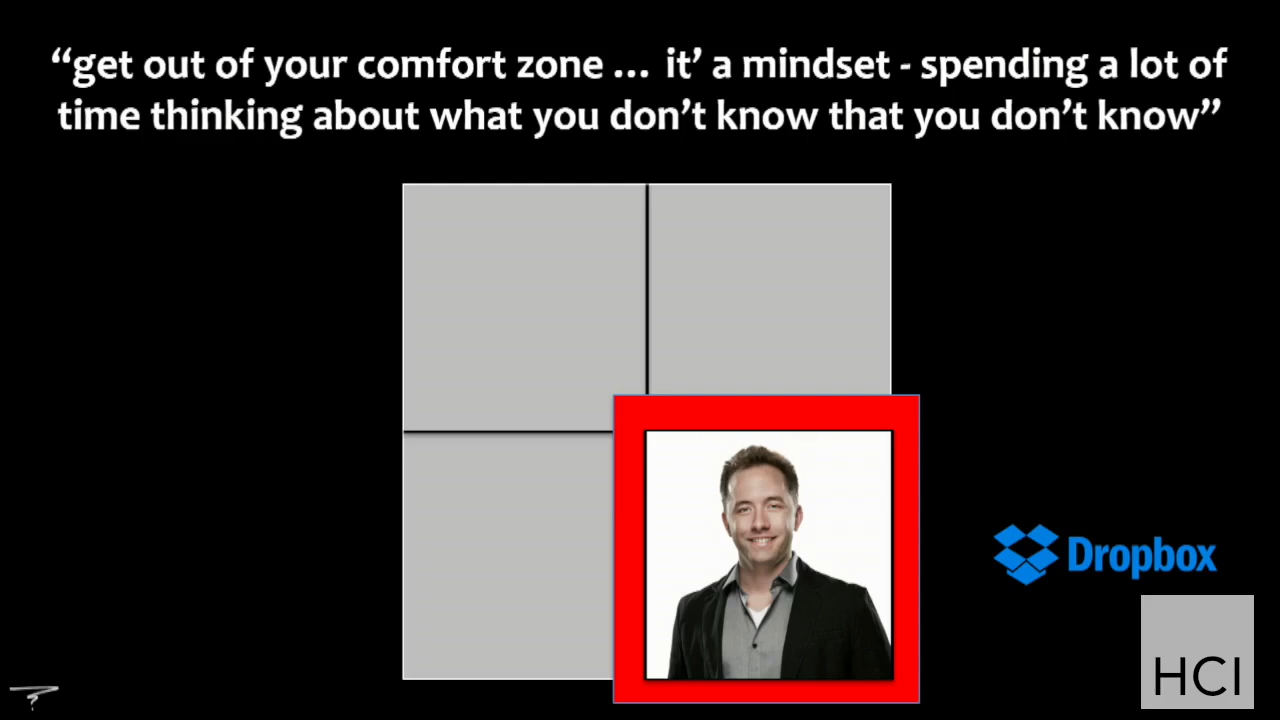 “get out of your comfort zone ... it’ a mindset - spending a lot of
time thinking about what you don’t know that you don’t know”
Dropbox
HCI